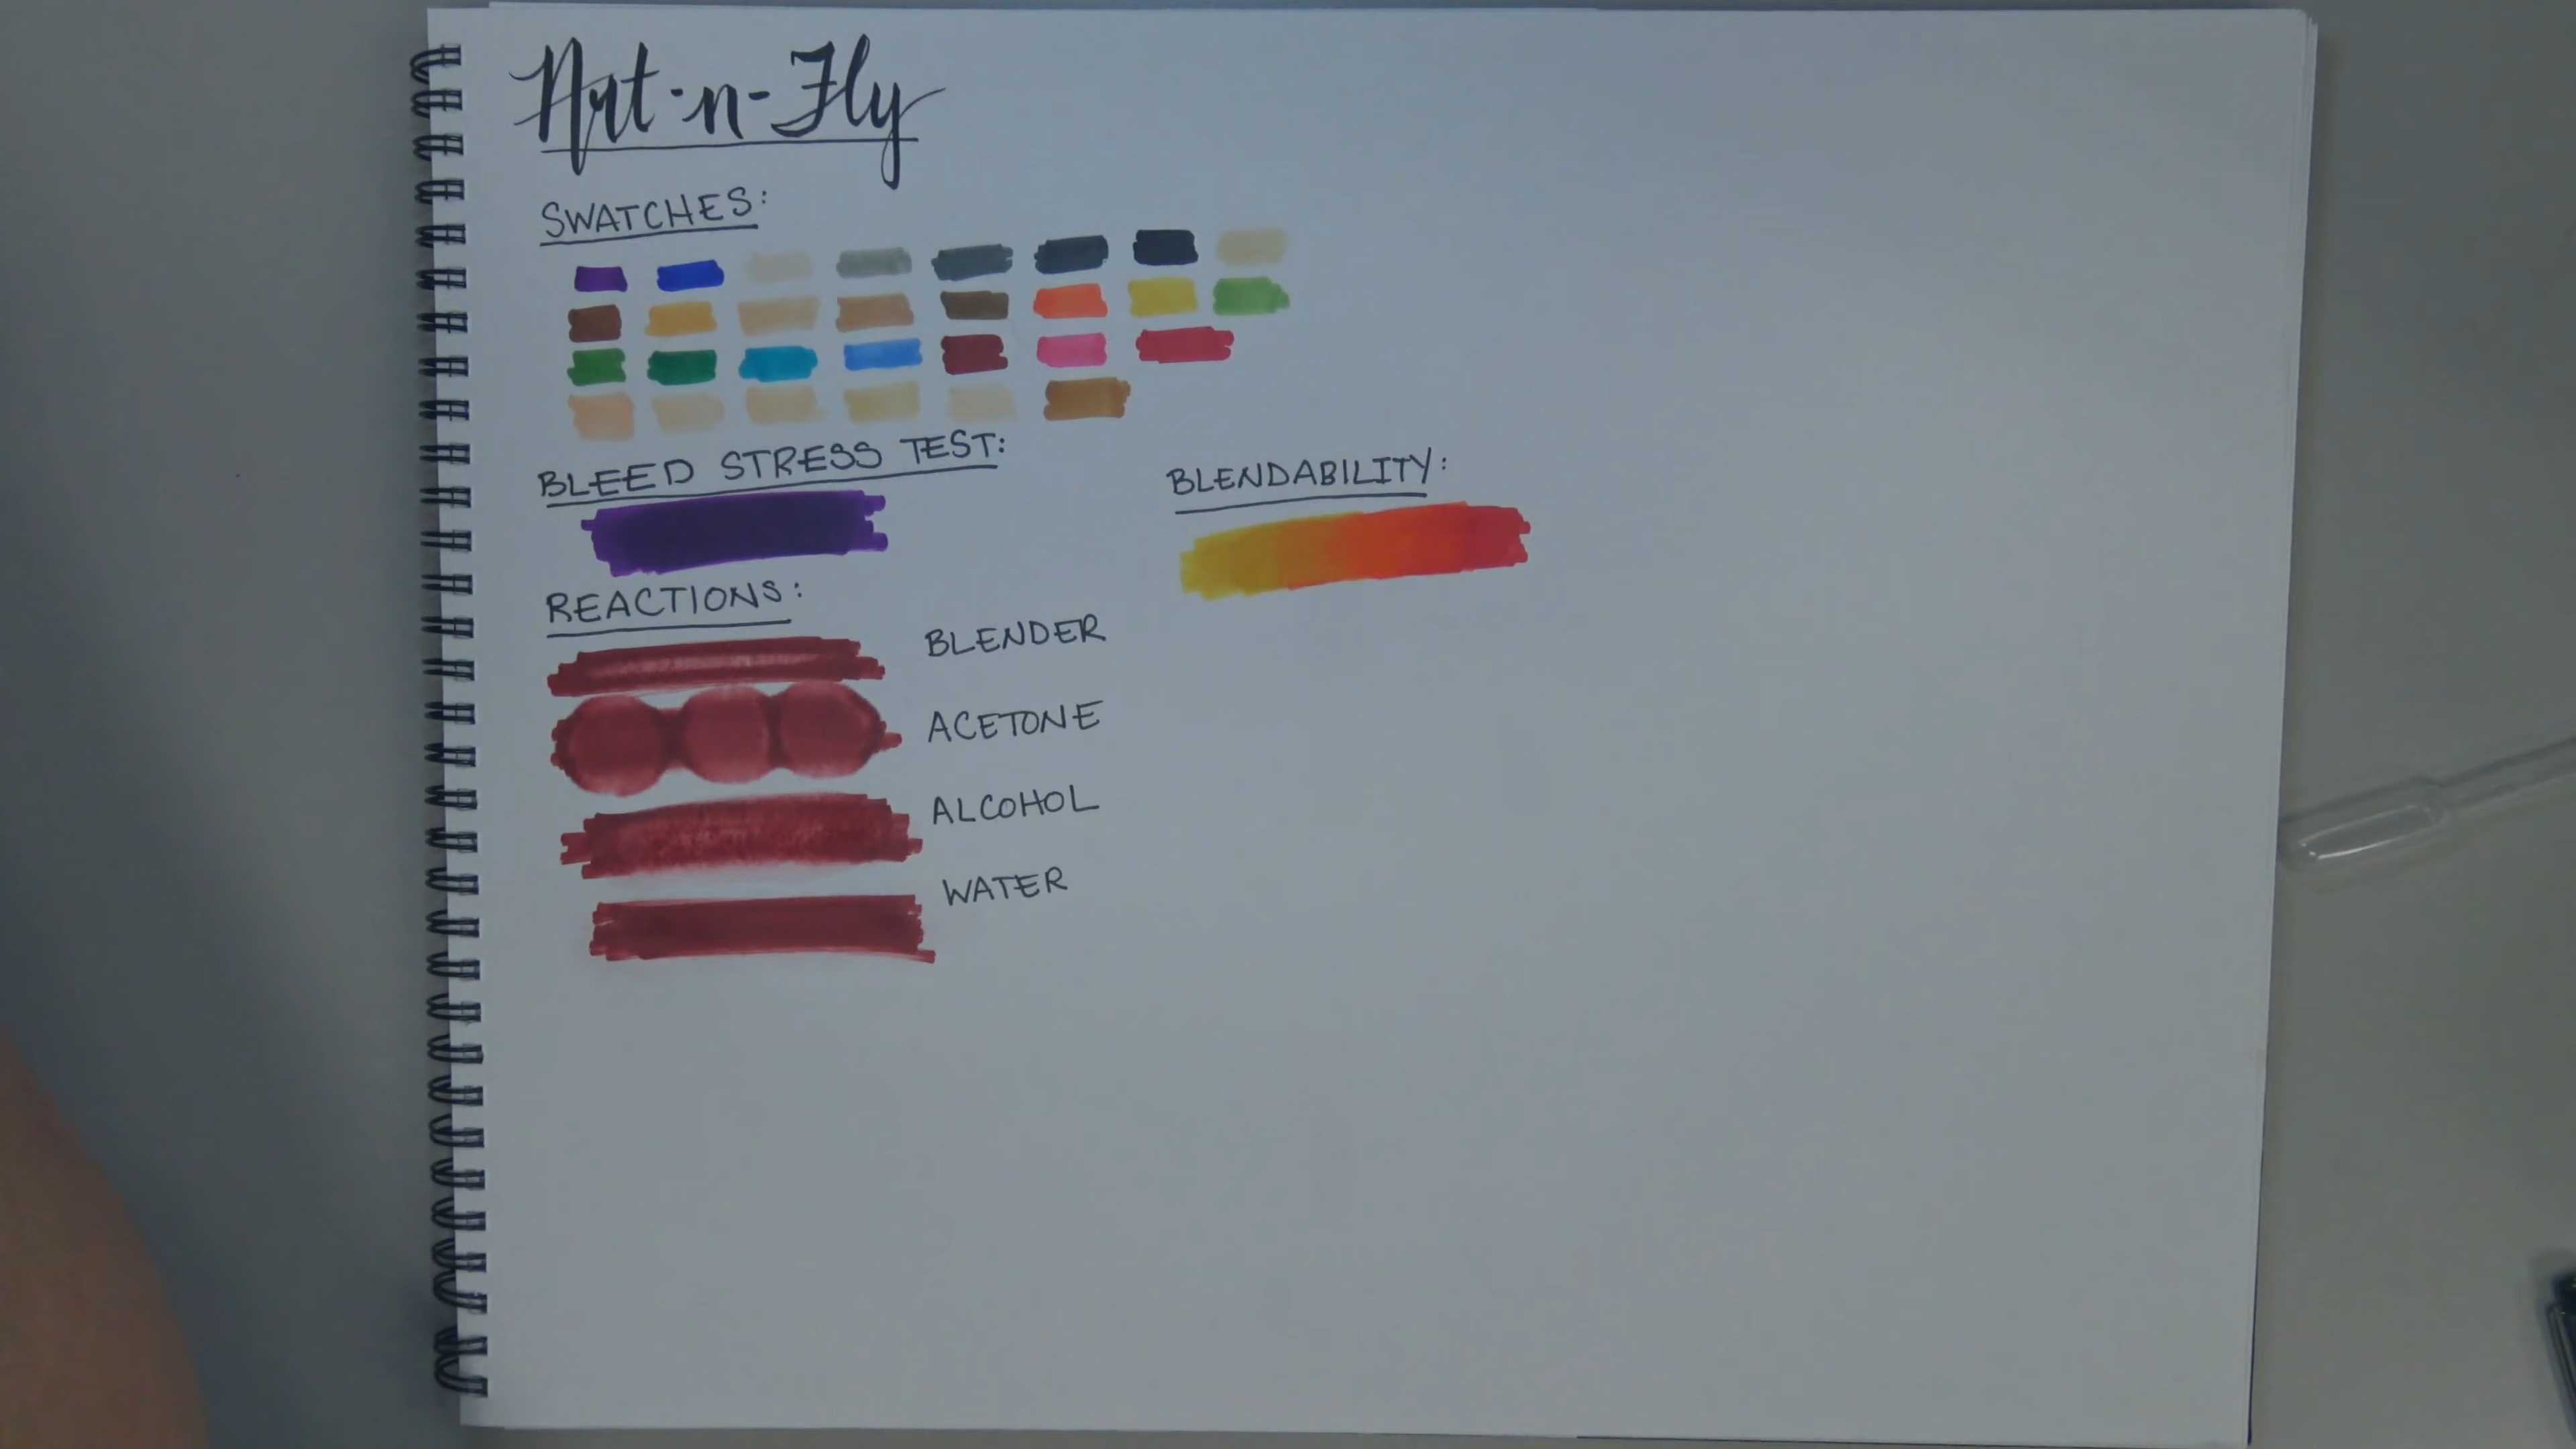 Art-n-Fly
SWATCHES:
BLEED STRESS TEST:
BLENDABILITY:
REACTIONS:
BLENDER
ACETONE
ALCOHOL
WATER